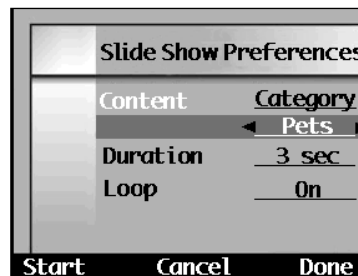 Slide Show Preferences
Content Category
Pets
Duration 3 sec
Loop On
Start Cancel Done